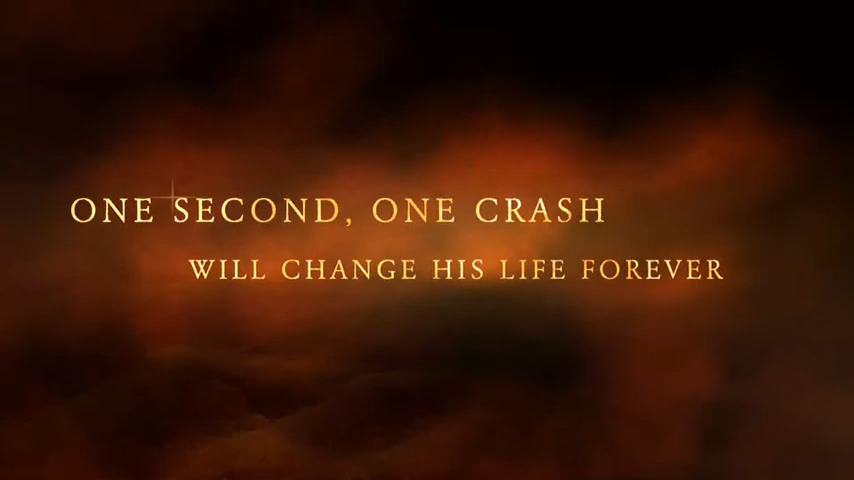 ONE SECOND, ONE CRASH
WILL CHANGE HIS LIFE FOREVER